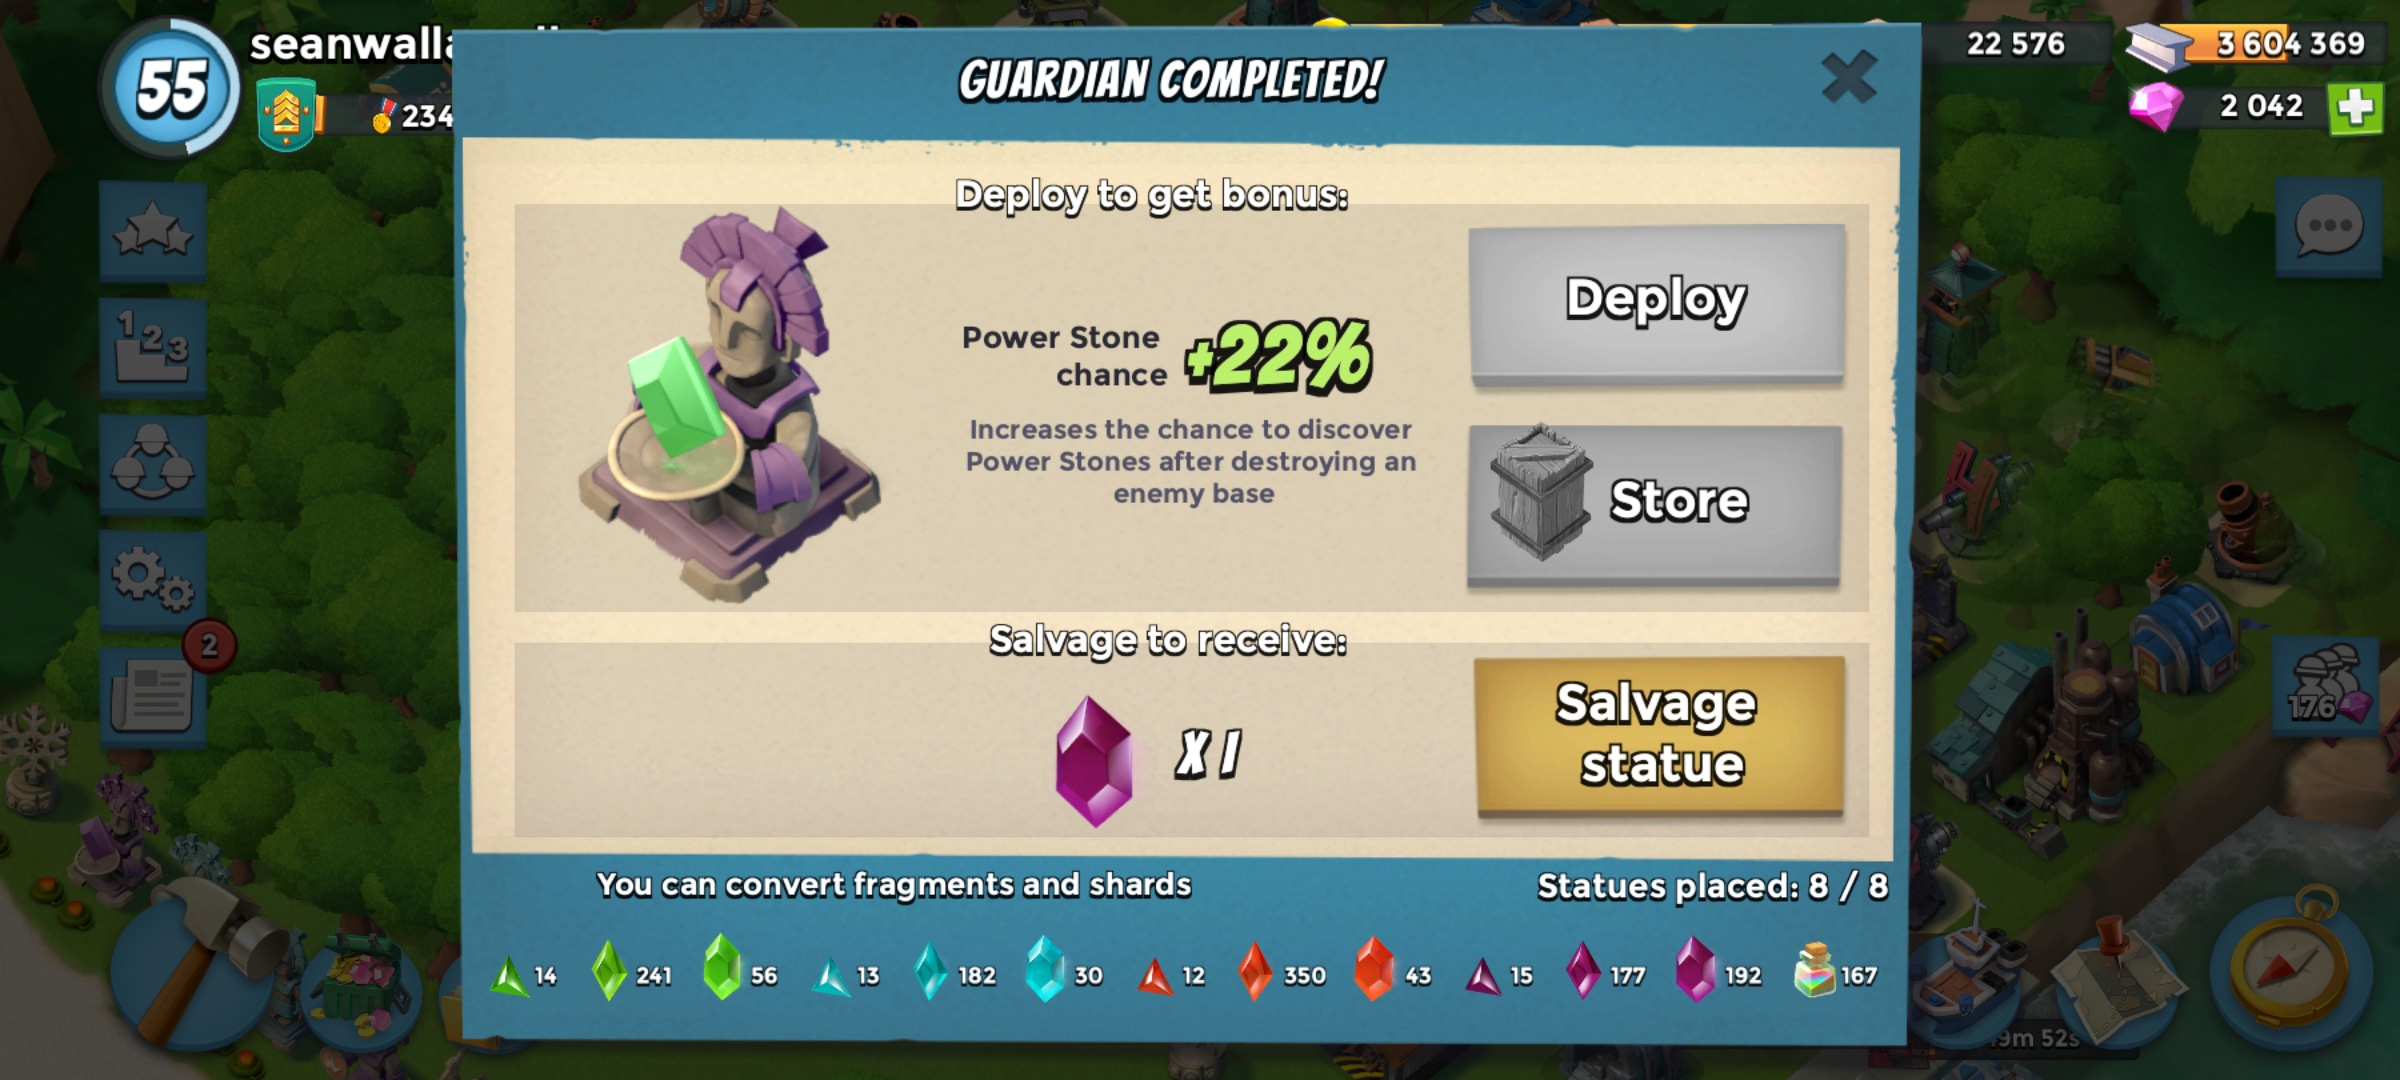 55
22 576
3 604 369
234
2 042
GUARDIAN COMPLETED!
Deploy to get bonus:
Power Stone
chance
+22%
Increases the chance to discover
Power Stones after destroying an
enemy base
Deploy
Store
1 2 3
2
176
Salvage to receive:
X 1
Salvage
statue
You can convert fragments and shards
Statues placed: 8 / 8
14 241 56 13 182 30 12 350 43 15 177 192 167